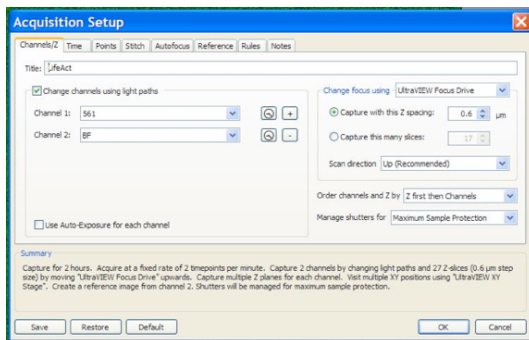 Acquisition Setup
Channels/Z Time Points Stitch Autofocus Reference Rules Notes
Title: LifeAct
Change channels using light paths
Channel 1: 561
Channel 2: BF
+
-
Use Auto-Exposure for each channel
Change focus using UltraVIEW Focus Drive
Capture with this Z spacing: 0.6 µm
Capture this many slices: 17
Scan direction Up (Recommended)
Order channels and Z by Z first then Channels
Manage shutters for Maximum Sample Protection
Summary
Capture for 2 hours. Acquire at a fixed rate of 2 timepoints per minute. Capture 2 channels by changing light paths and 27 Z-slices (0.6 µm step
size) by moving "UltraVIEW Focus Drive" upwards. Capture multiple Z planes for each channel. Visit multiple XY positions using "UltraVIEW XY
Stage". Create a reference image from channel 2. Shutters will be managed for maximum sample protection.
Save Restore Default OK Cancel